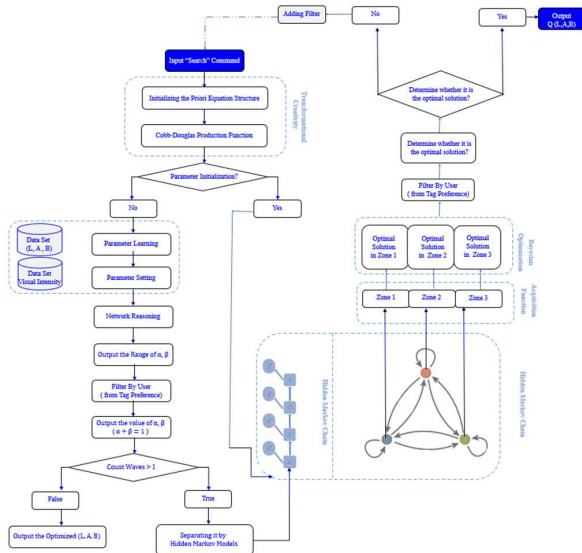 Adding Filter
No
Yes
Output
Q (L,A,B)
Input "Search" Command
Initializing the Priori Equation Structure
Cobb-Douglas Production Function
Transformational
Creativity
Parameter Initialization?
No
Yes
Data Set
(L, A , B)
Data Set
Visual Intensity
Parameter Learning
Parameter Setting
Network Reasoning
Output the Range of α, β
Filter By User
( from Tag Preference)
Output the value of α, β
( α + β = 1 )
Count Waves > 1
False
True
Output the Optimized (L, A, B)
Separating it by
Hidden Markov Models
Determine whether it is
the optimal solution?
Determine whether it is
the optimal solution?
Filter By User
( from Tag Preference)
Optimal
Solution
in Zone 1
Optimal
Solution
in Zone 2
Optimal
Solution
in Zone 3
Bayesian
Optimization
Zone 1
Zone 2
Zone 3
Acquisition
Function
Hidden Markov Chain
Hidden Markov Chain